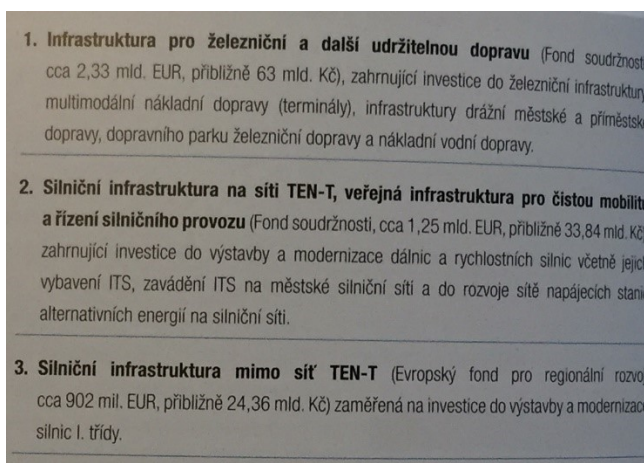 1. Infrastruktura pro železniční a další udržitelnou dopravu (Fond soudržnosti
cca 2,33 mld. EUR, přibližně 63 mld. Kč), zahrnující investice do železniční infrastruktury
multimodální nákladní dopravy (terminály), infrastruktury drážní městské a příměstsk
dopravy, dopravního parku železniční dopravy a nákladní vodní dopravy.
2. Silniční infrastruktura na síti TEN-T, veřejná infrastruktura pro čistou mobilitu
a řízení silničního provozu (Fond soudržnosti, cca 1,25 mld. EUR, přibližně 33,84 mld. Kč)
zahrnující investice do výstavby a modernizace dálnic a rychlostních silnic včetně jejich
vybavení ITS, zavádění ITS na městské silniční síti a do rozvoje sítě napájecích stanic
alternativních energií na silniční síti.
3. Silniční infrastruktura mimo síť TEN-T (Evropský fond pro regionální rozvo
cca 902 mil. EUR, přibližně 24,36 mld. Kč) zaměřená na investice do výstavby a modernizac
silnic I. třídy.